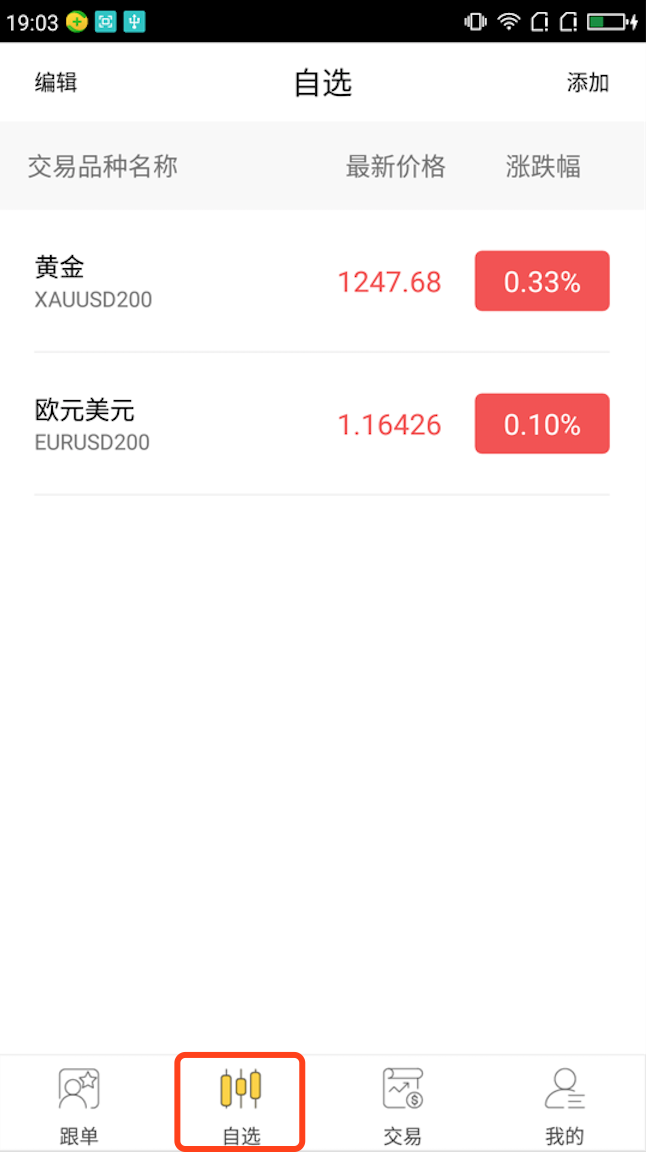 19:03
编辑 自选 添加
交易品种名称 最新价格 涨跌幅
黄金
XAUUSD200
1247.68 0.33%
欧元美元
EURUSD200
1.16426 0.10%
跟单 自选 交易 我的